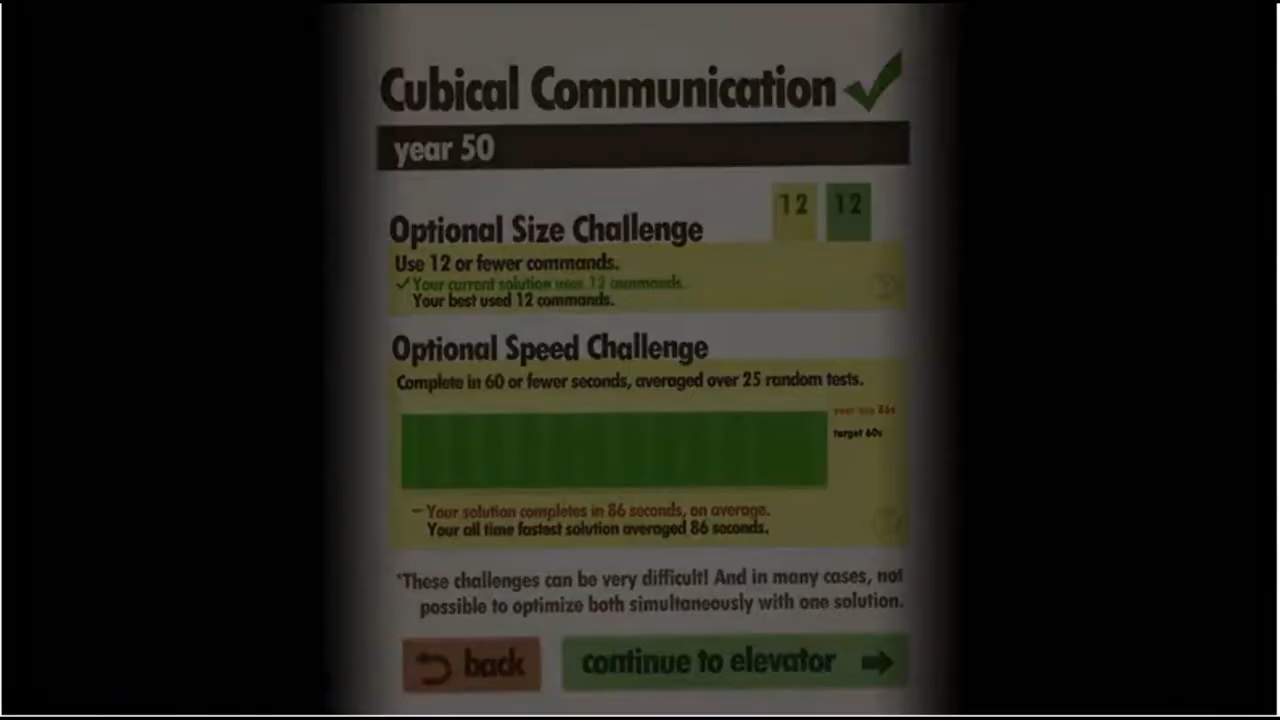 Cubical Communication
year 50
12 12
Optional Size Challenge
Use 12 or fewer commands.
Your current solution uses 12 commands.
Your best used 12 commands.
Optional Speed Challenge
Complete in 60 or fewer seconds, averaged over 25 random tests.
86s
target 60s
– Your solution completes in 86 seconds, on average.
Your all time fastest solution averaged 86 seconds.
*These challenges can be very difficult! And in many cases, not
possible to optimize both simultaneously with one solution.
back
continue to elevator